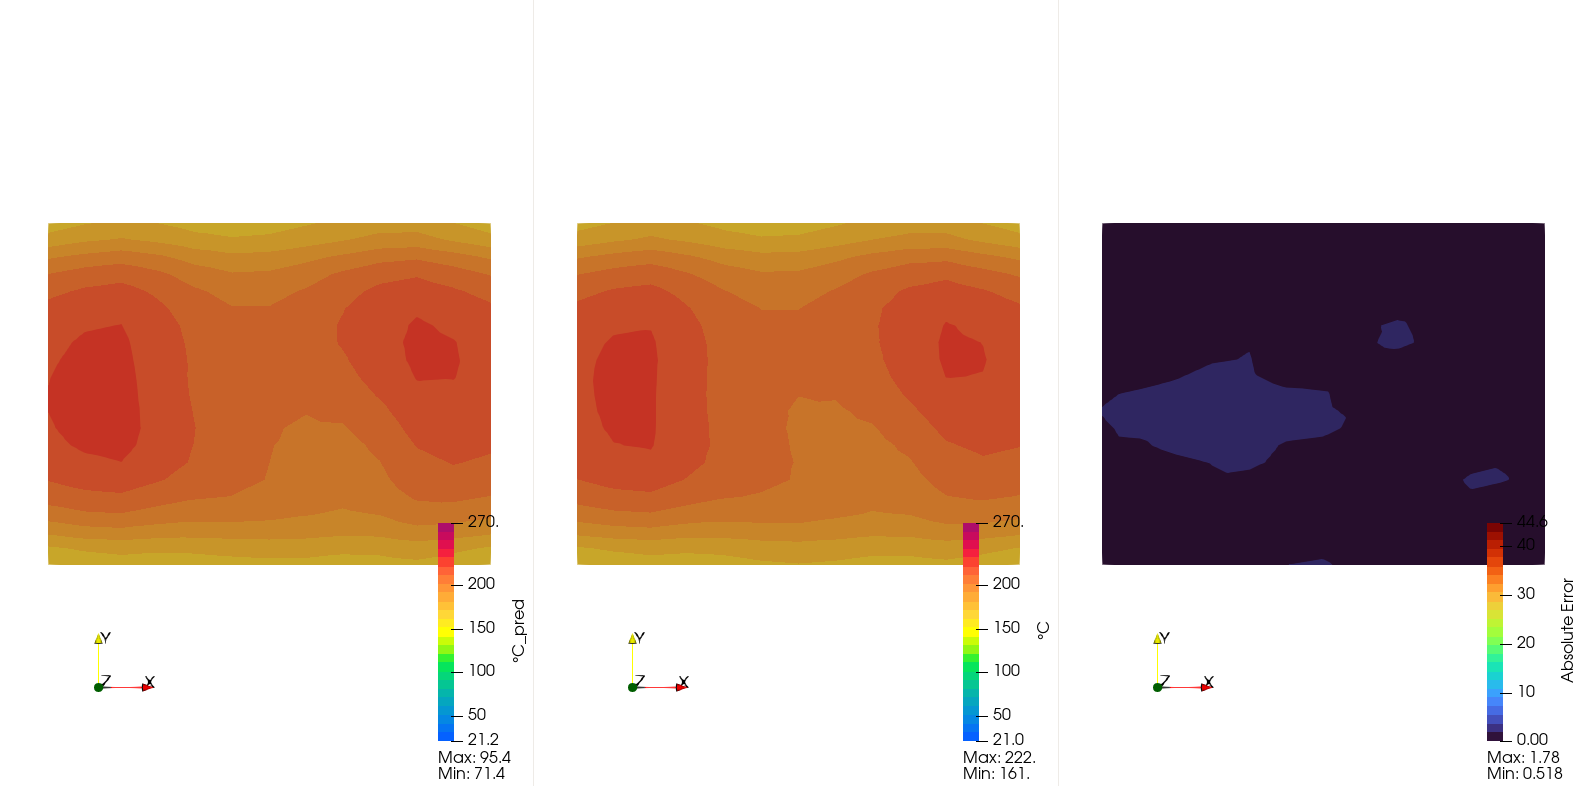 270.
200
150
100
50
21.2
°C_pred
Max: 95.4
Min: 71.4
Y
Z
X
270.
200
150
100
50
21.0
°C
Max: 222.
Min: 161.
Y
Z
X
44.6
40
30
20
10
0.00
Absolute Error
Max: 1.78
Min: 0.518
Y
Z
X